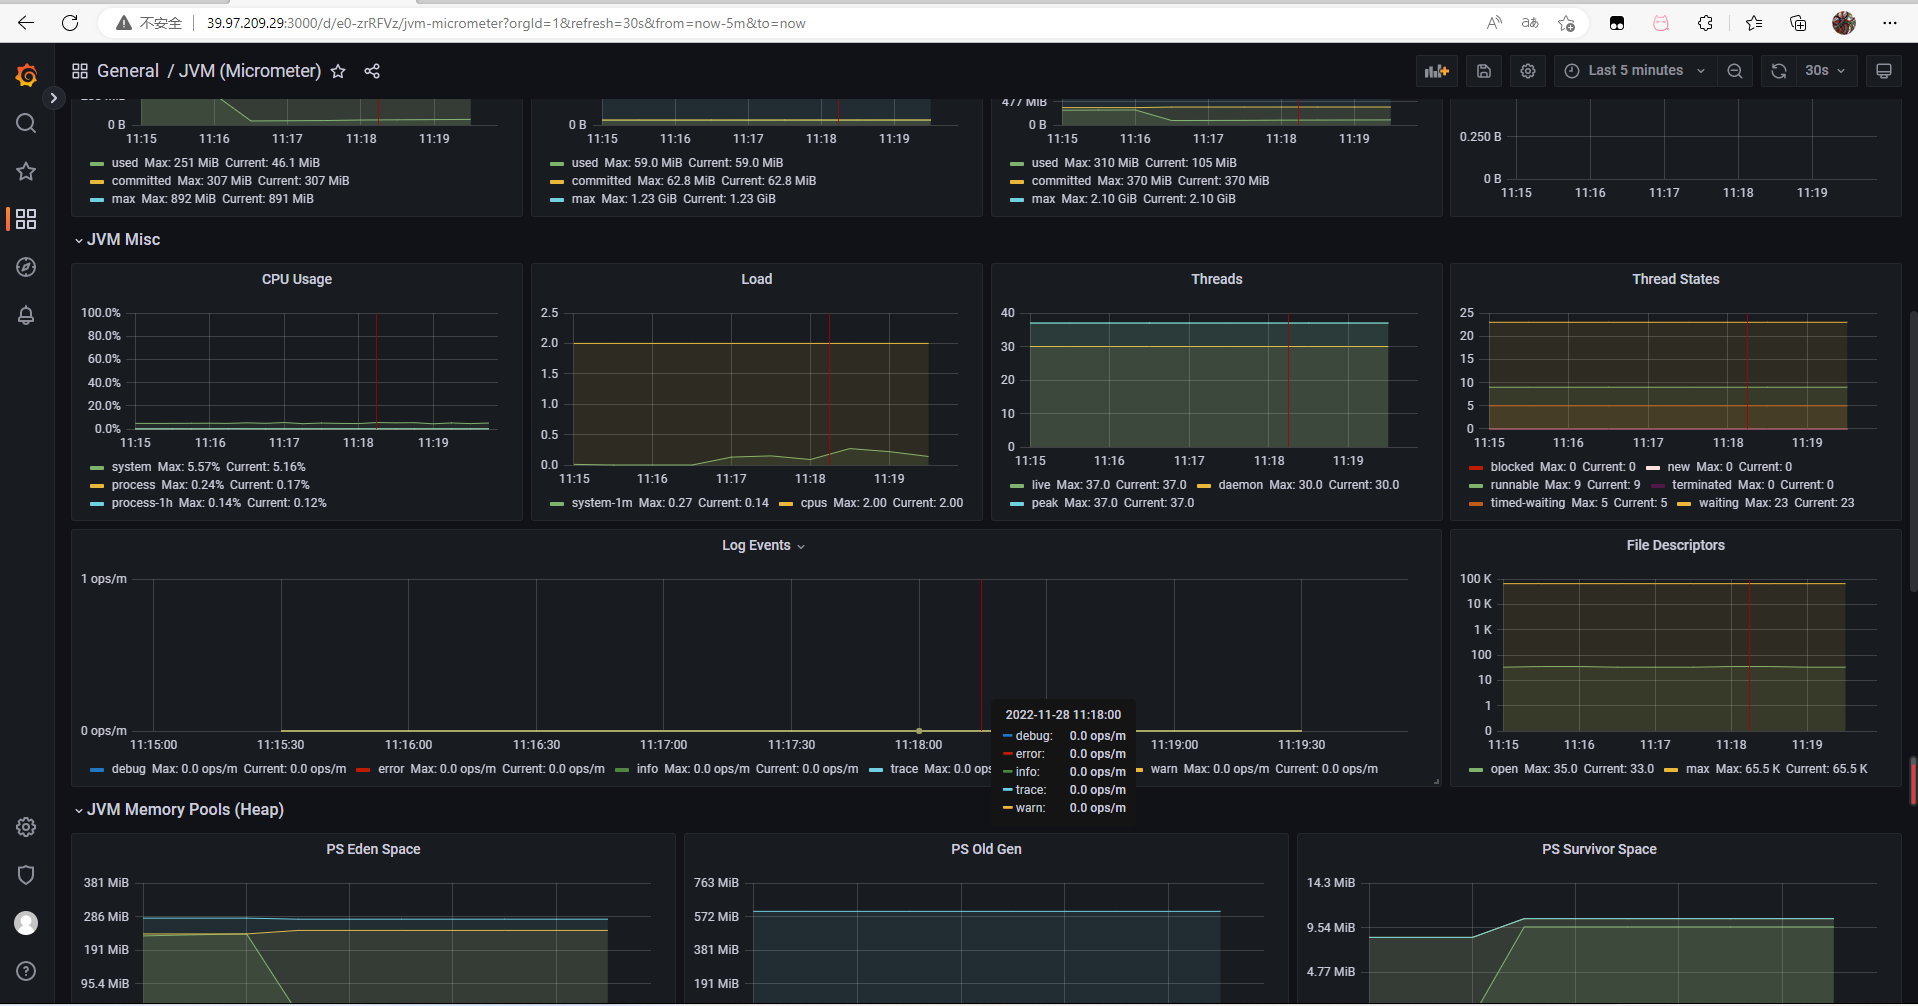 不安全 39.97.209.29:3000/d/e0-zrRFVz/jvm-micrometer?orgId=1&refresh=30s&from=now-5m&to=now
General / JVM (Micrometer) Last 5 minutes 30s
0 B
11:15 11:16 11:17 11:18 11:19
used Max: 251 MiB Current: 46.1 MiB
committed Max: 307 MiB Current: 307 MiB
max Max: 892 MiB Current: 891 MiB
0 B
11:15 11:16 11:17 11:18 11:19
used Max: 59.0 MiB Current: 59.0 MiB
committed Max: 62.8 MiB Current: 62.8 MiB
max Max: 1.23 GiB Current: 1.23 GiB
477 MiB
0 B
11:15 11:16 11:17 11:18 11:19
used Max: 310 MiB Current: 105 MiB
committed Max: 370 MiB Current: 370 MiB
max Max: 2.10 GiB Current: 2.10 GiB
0.250 B
0 B
11:15 11:16 11:17 11:18 11:19
JVM Misc
CPU Usage
100.0%
80.0%
60.0%
40.0%
20.0%
0.0%
11:15 11:16 11:17 11:18 11:19
system Max: 5.57% Current: 5.16%
process Max: 0.24% Current: 0.17%
process-1h Max: 0.14% Current: 0.12%
Load
2.5
2.0
1.5
1.0
0.5
0.0
11:15 11:16 11:17 11:18 11:19
system-1m Max: 0.27 Current: 0.14 cpus Max: 2.00 Current: 2.00
Threads
40
30
20
10
0
11:15 11:16 11:17 11:18 11:19
live Max: 37.0 Current: 37.0 daemon Max: 30.0 Current: 30.0
peak Max: 37.0 Current: 37.0
Thread States
25
20
15
10
5
0
11:15 11:16 11:17 11:18 11:19
blocked Max: 0 Current: 0 new Max: 0 Current: 0
runnable Max: 9 Current: 9 terminated Max: 0 Current: 0
timed-waiting Max: 5 Current: 5 waiting Max: 23 Current: 23
Log Events
1 ops/m
0 ops/m
11:15:00 11:15:30 11:16:00 11:16:30 11:17:00 11:17:30 11:18:00 11:19:00 11:19:30
debug Max: 0.0 ops/m Current: 0.0 ops/m error Max: 0.0 ops/m Current: 0.0 ops/m info Max: 0.0 ops/m Current: 0.0 ops/m trace Max: 0.0 ops warn Max: 0.0 ops/m Current: 0.0 ops/m
2022-11-28 11:18:00
debug: 0.0 ops/m
error: 0.0 ops/m
info: 0.0 ops/m
trace: 0.0 ops/m
warn: 0.0 ops/m
File Descriptors
100 K
10 K
1 K
100
10
1
0
11:15 11:16 11:17 11:18 11:19
open Max: 35.0 Current: 33.0 max Max: 65.5 K Current: 65.5 K
JVM Memory Pools (Heap)
PS Eden Space
381 MiB
286 MiB
191 MiB
95.4 MiB
PS Old Gen
763 MiB
572 MiB
381 MiB
191 MiB
PS Survivor Space
14.3 MiB
9.54 MiB
4.77 MiB